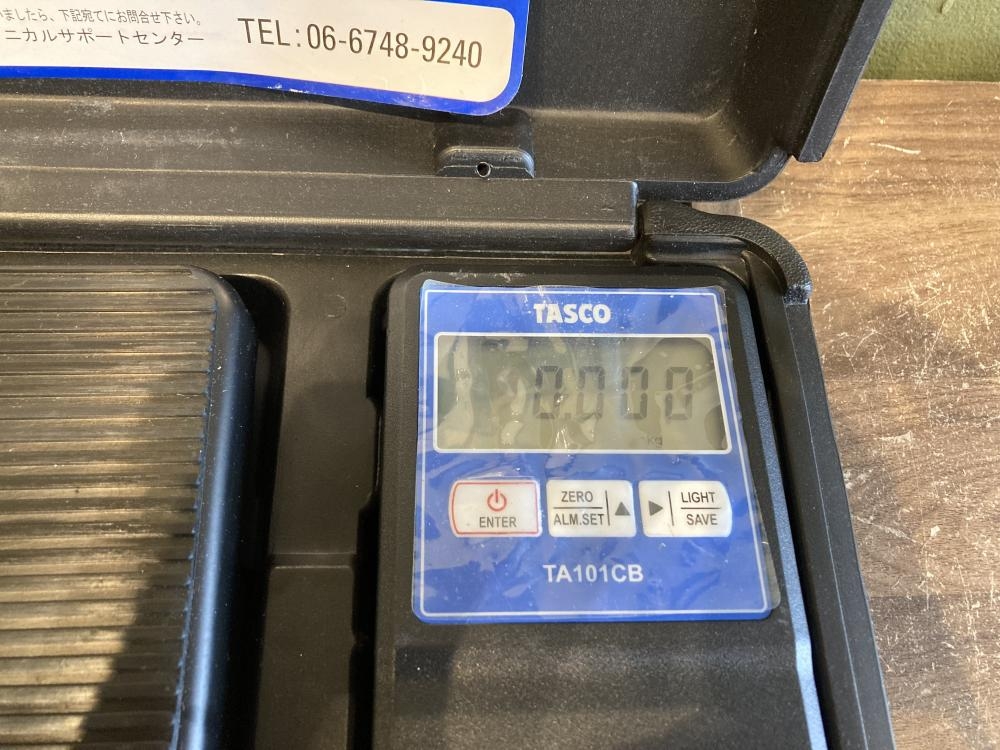 いましたら、下記宛てにお問合せ下さい。
ニカルサポートセンター TEL:06-6748-9240
TASCO
0.000
kg
ENTER
ZERO
ALM.SET
LIGHT
SAVE
TA101CB